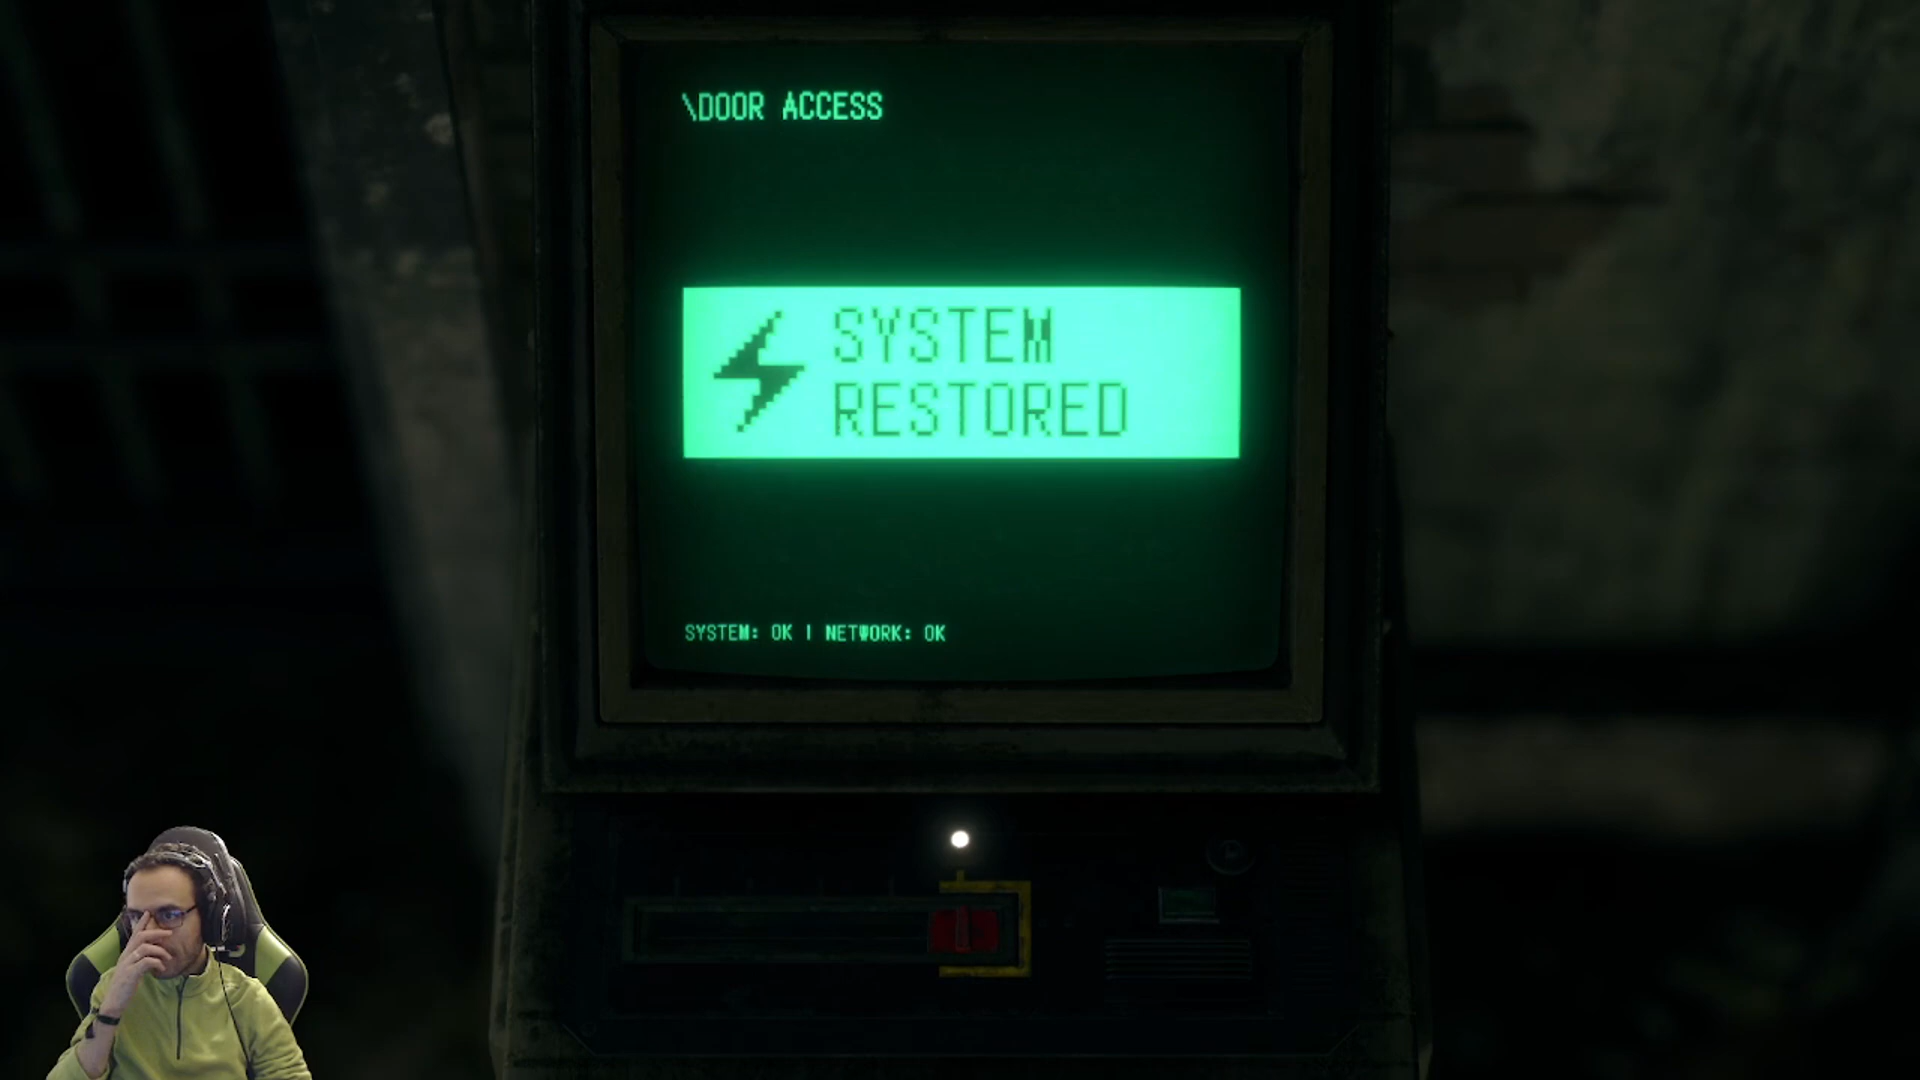 \DOOR ACCESS
SYSTEM
RESTORED
SYSTEM: OK | NETWORK: OK